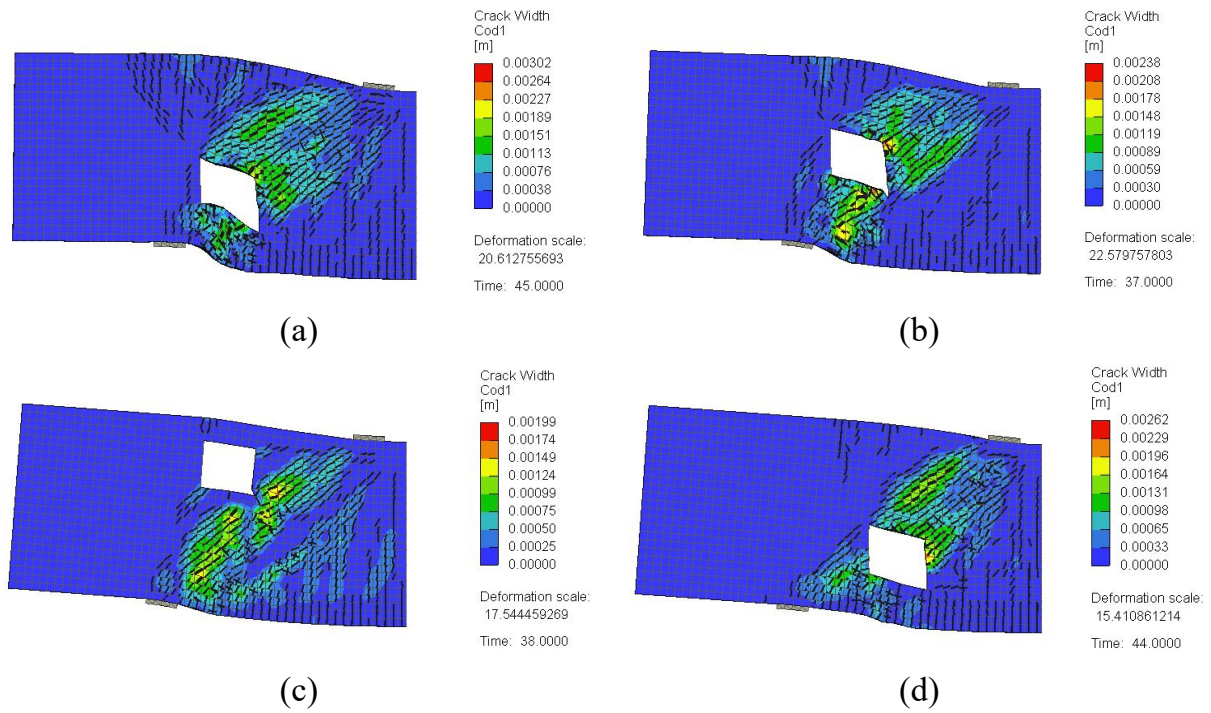 Crack Width
Cod1
[m]
0.00302
0.00264
0.00227
0.00189
0.00151
0.00113
0.00076
0.00038
0.00000
Deformation scale:
20.612755693
Time: 45.0000
(a)
Crack Width
Cod1
[m]
0.00238
0.00208
0.00178
0.00148
0.00119
0.00089
0.00059
0.00030
0.00000
Deformation scale:
22.579757803
Time: 37.0000
(b)
Crack Width
Cod1
[m]
0.00199
0.00174
0.00149
0.00124
0.00099
0.00075
0.00050
0.00025
0.00000
Deformation scale:
17.544459269
Time: 38.0000
(c)
Crack Width
Cod1
[m]
0.00262
0.00229
0.00196
0.00164
0.00131
0.00098
0.00065
0.00033
0.00000
Deformation scale:
15.410861214
Time: 44.0000
(d)